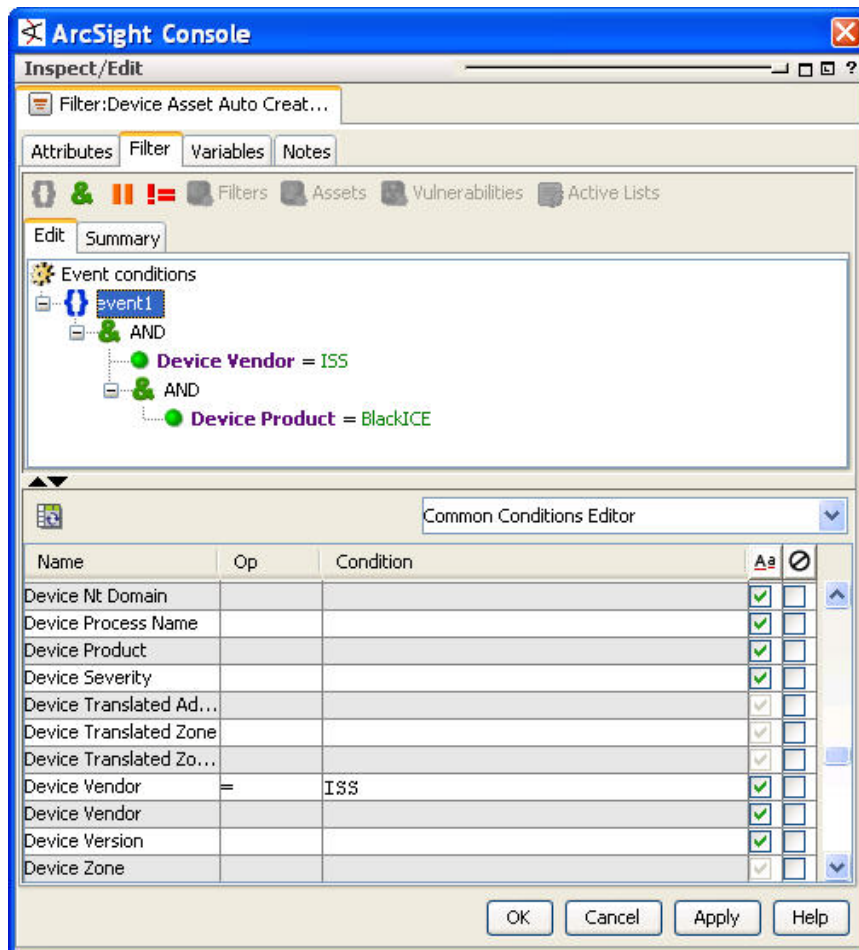 ArcSight Console
Inspect/Edit
?
Filter:Device Asset Auto Creat...
Attributes Filter Variables Notes
{} & || != Filters Assets Vulnerabilities Active Lists
Edit Summary
Event conditions
{} event1
& AND
Device Vendor = ISS
& AND
Device Product = BlackICE
Common Conditions Editor
Name Op Condition Aa
Device Nt Domain
Device Process Name
Device Product
Device Severity
Device Translated Ad...
Device Translated Zone
Device Translated Zo...
Device Vendor = ISS
Device Vendor
Device Version
Device Zone
OK Cancel Apply Help